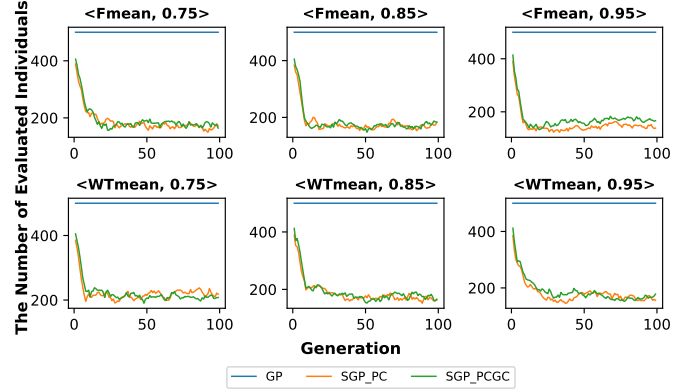 <Fmean, 0.75>
<Fmean, 0.85>
<Fmean, 0.95>
The Number of Evaluated Individuals
400
200
0
50
100
400
200
0
50
100
400
200
0
50
100
<WTmean, 0.75>
<WTmean, 0.85>
<WTmean, 0.95>
400
200
0
50
100
400
200
0
50
100
400
200
0
50
100
Generation
GP
SGP_PC
SGP_PCGC